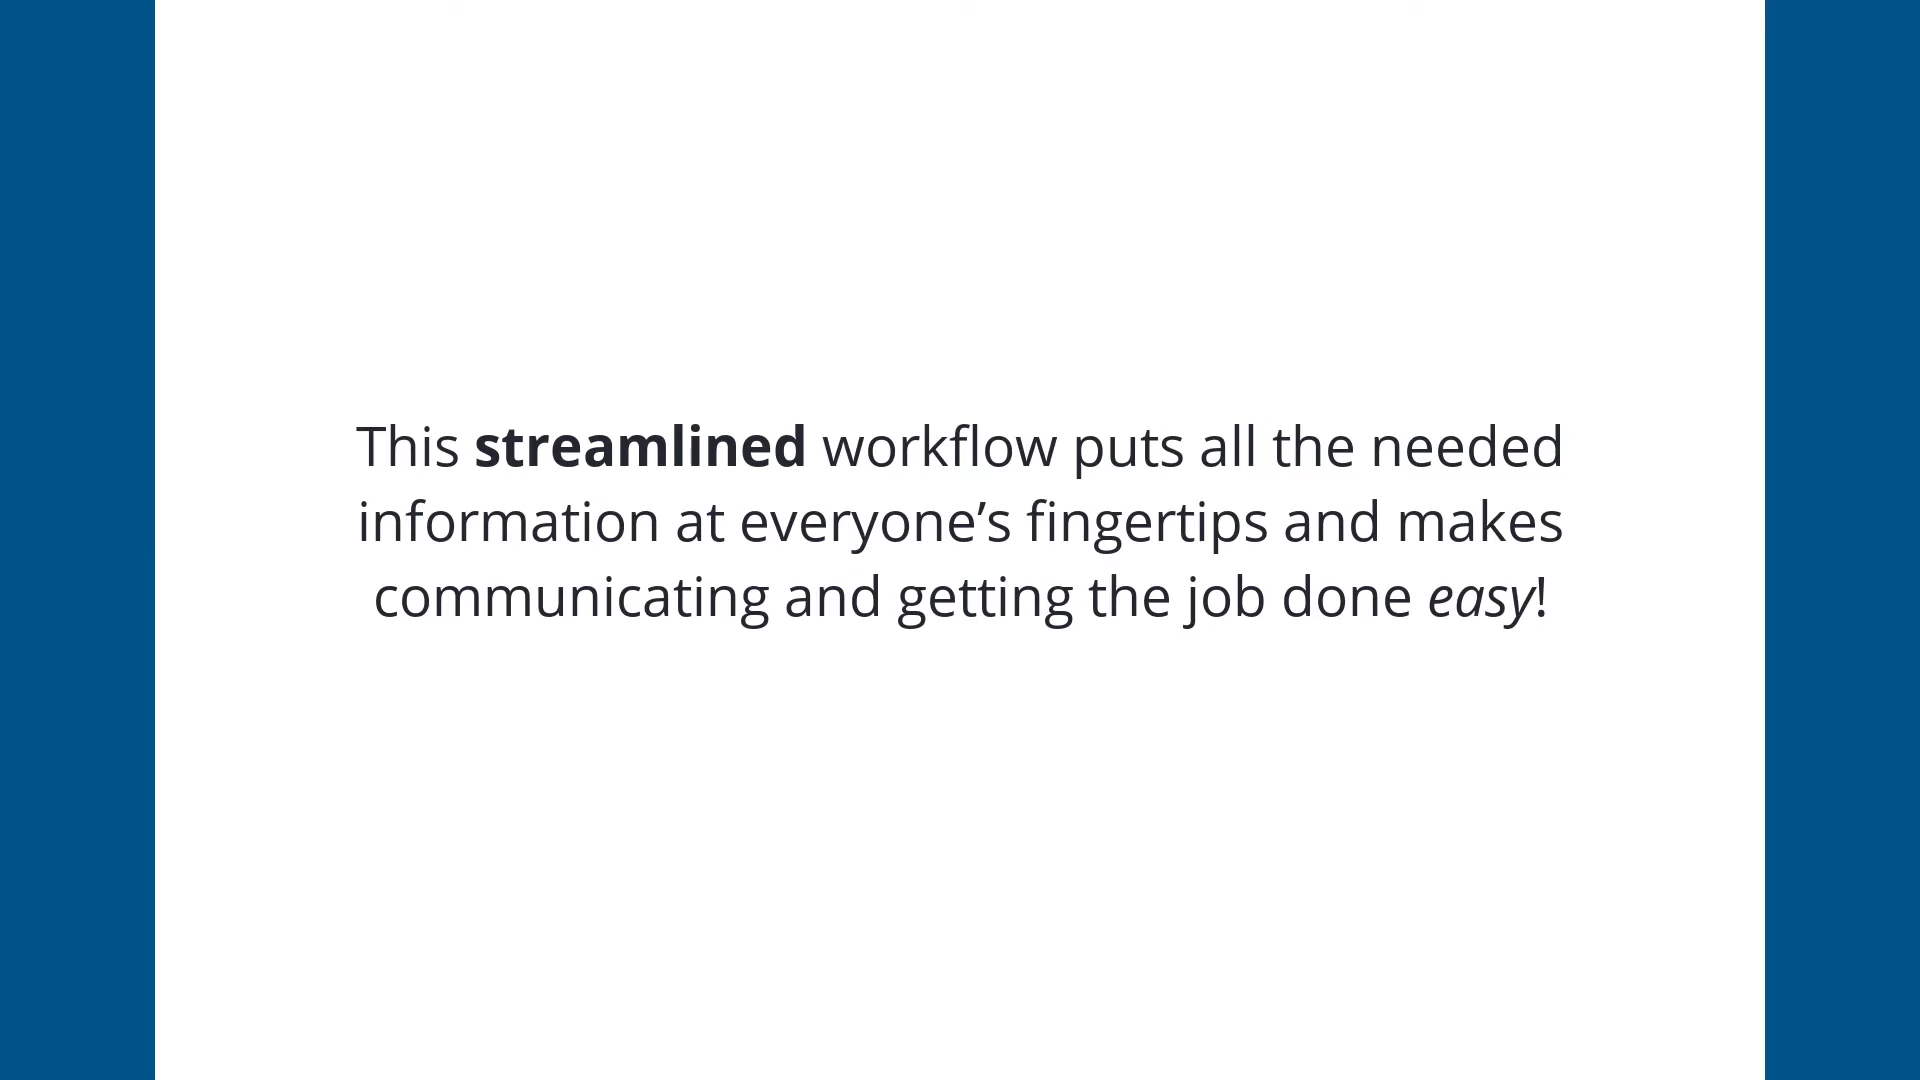 This streamlined workflow puts all the needed
information at everyone’s fingertips and makes
communicating and getting the job done easy!